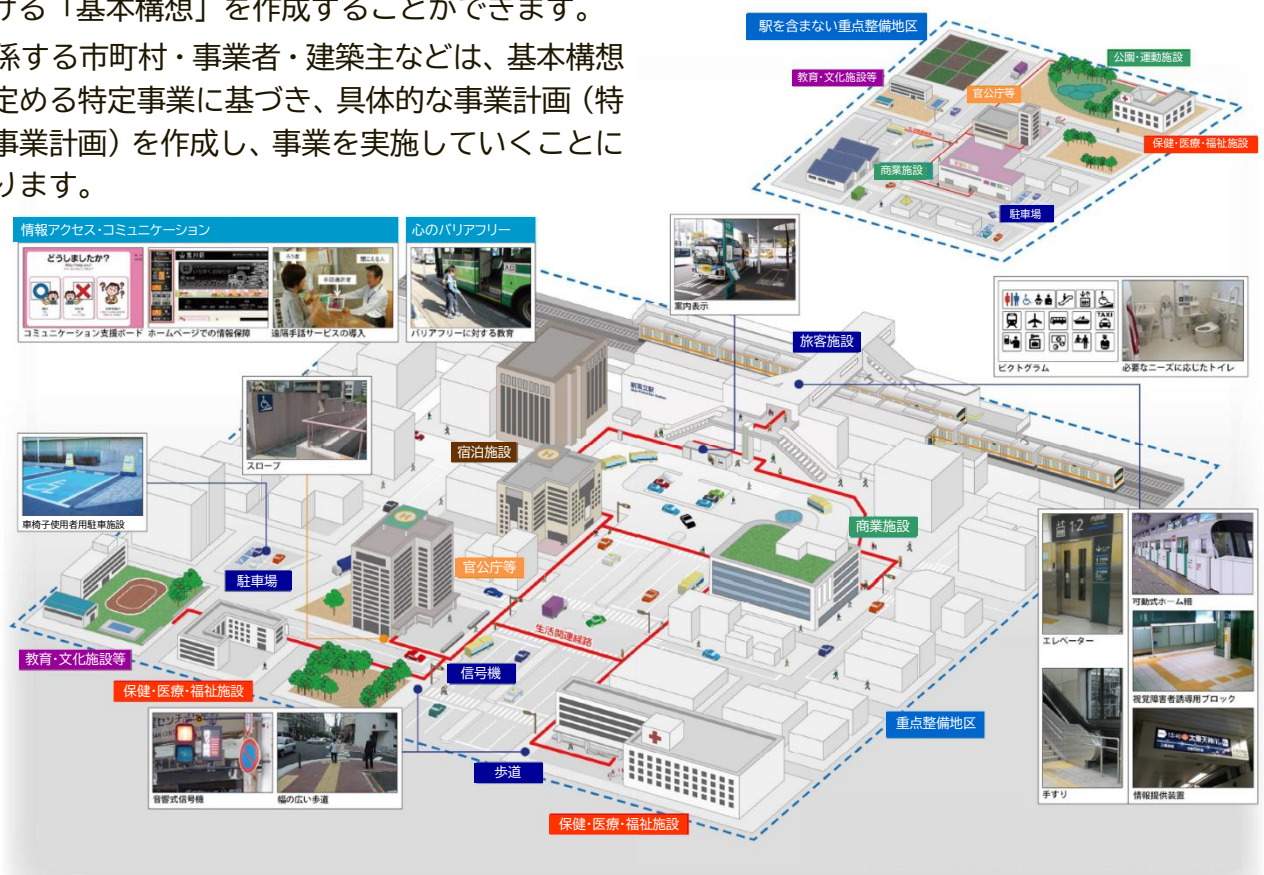 ける「基本構想」を作成することができます。
係する市町村・事業者・建築主などは、基本構想
定める特定事業に基づき、具体的な事業計画（特
事業計画）を作成し、事業を実施していくことに
ります。
駅を含まない重点整備地区
公園・運動施設
教育・文化施設等
官公庁等
保健・医療・福祉施設
商業施設
駐車場
情報アクセス・コミュニケーション
心のバリアフリー
どうしましたか？
コミュニケーション支援ボード
ホームページでの情報保障
遠隔手話サービスの導入
バリアフリーに対する教育
案内表示
旅客施設
TAXI
ピクトグラム
必要なニーズに応じたトイレ
スロープ
宿泊施設
車椅子使用者用駐車施設
商業施設
官公庁等
駐車場
1・2
エレベーター
可動式ホーム柵
生活関連経路
教育・文化施設等
信号機
保健・医療・福祉施設
視覚障害者誘導用ブロック
重点整備地区
歩道
音響式信号機
幅の広い歩道
手すり
情報提供装置
保健・医療・福祉施設